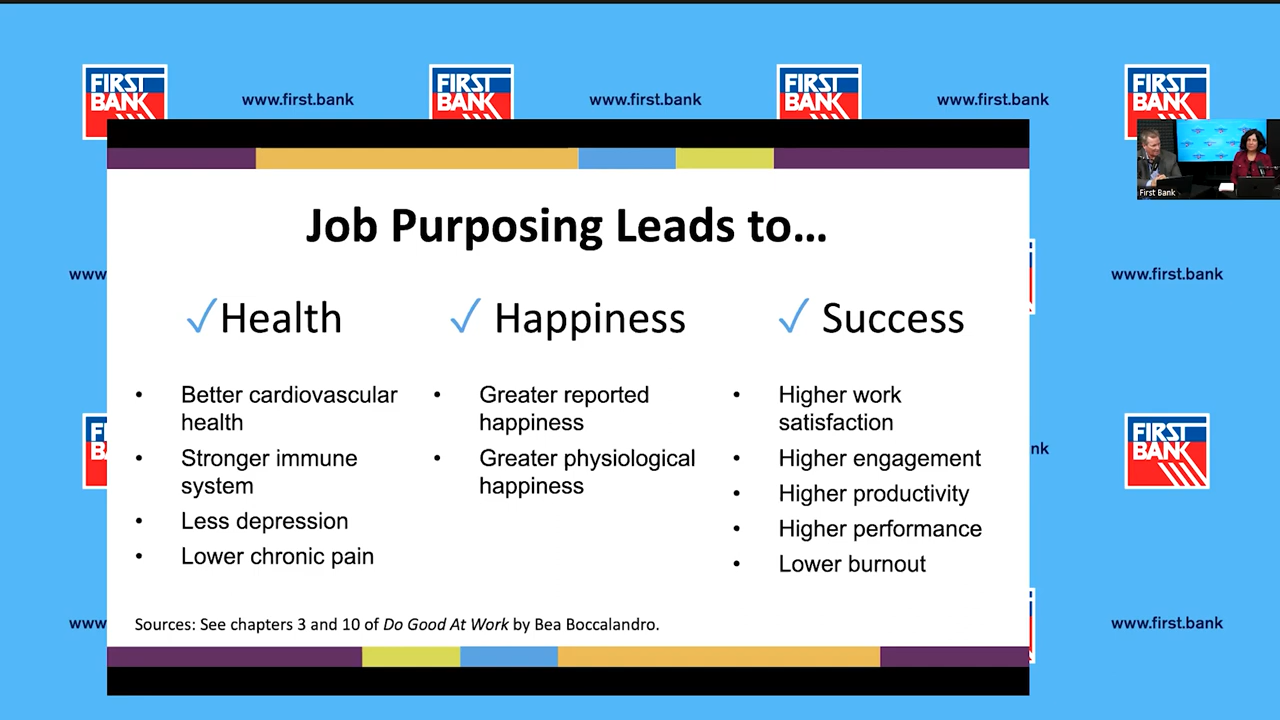 FIRST
BANK
www.first.bank
FIRST
BANK
www.first.bank
FIRST
BANK
www.first.bank
FIRST
BANK
First Bank
Job Purposing Leads to…
✓Health
✓ Happiness
✓ Success
• Better cardiovascular
health
• Stronger immune
system
• Less depression
• Lower chronic pain
• Greater reported
happiness
• Greater physiological
happiness
• Higher work
satisfaction
• Higher engagement
• Higher productivity
• Higher performance
• Lower burnout
Sources: See chapters 3 and 10 of Do Good At Work by Bea Boccalandro.
www.
www.first.bank
FIRST
BANK
nk
www.
www.first.bank